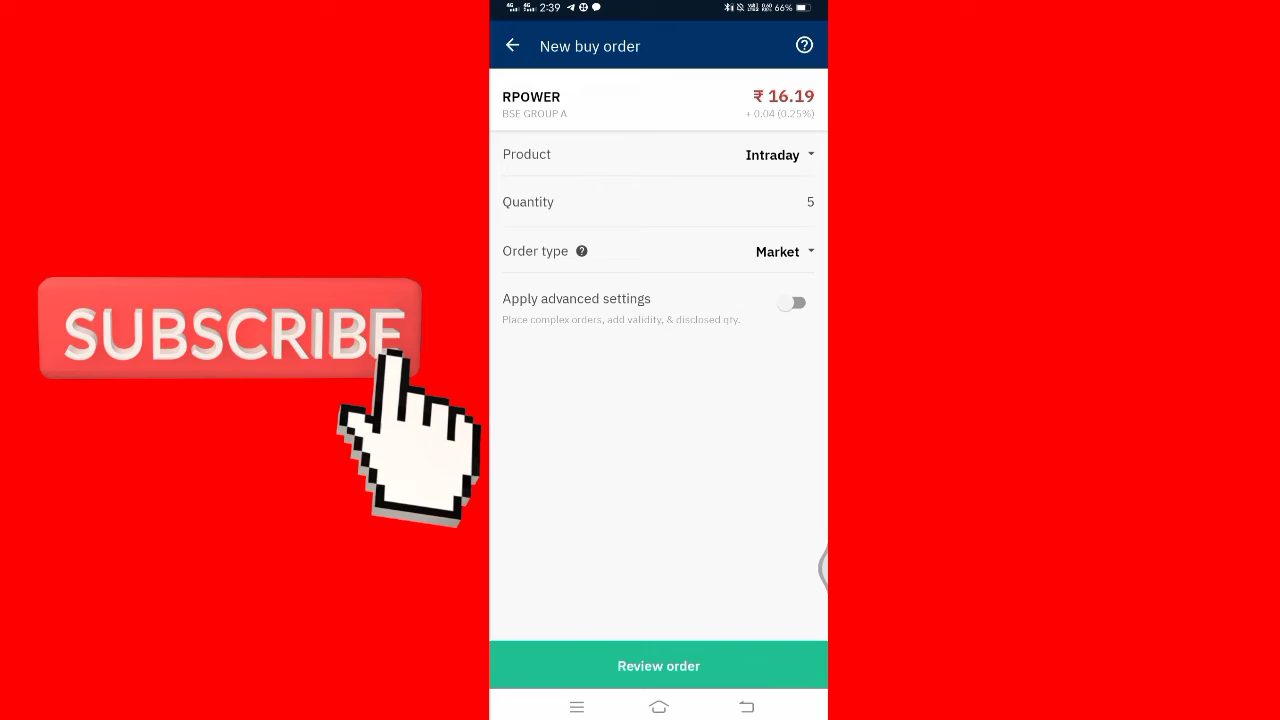 2:39
66%
New buy order
RPOWER
₹ 16.19
BSE GROUP A
+ 0.04 (0.25%)
Product
Intraday
Quantity
5
Order type
Market
Apply advanced settings
Place complex orders, add validity, & disclosed qty.
SUBSCRIBE
Review order